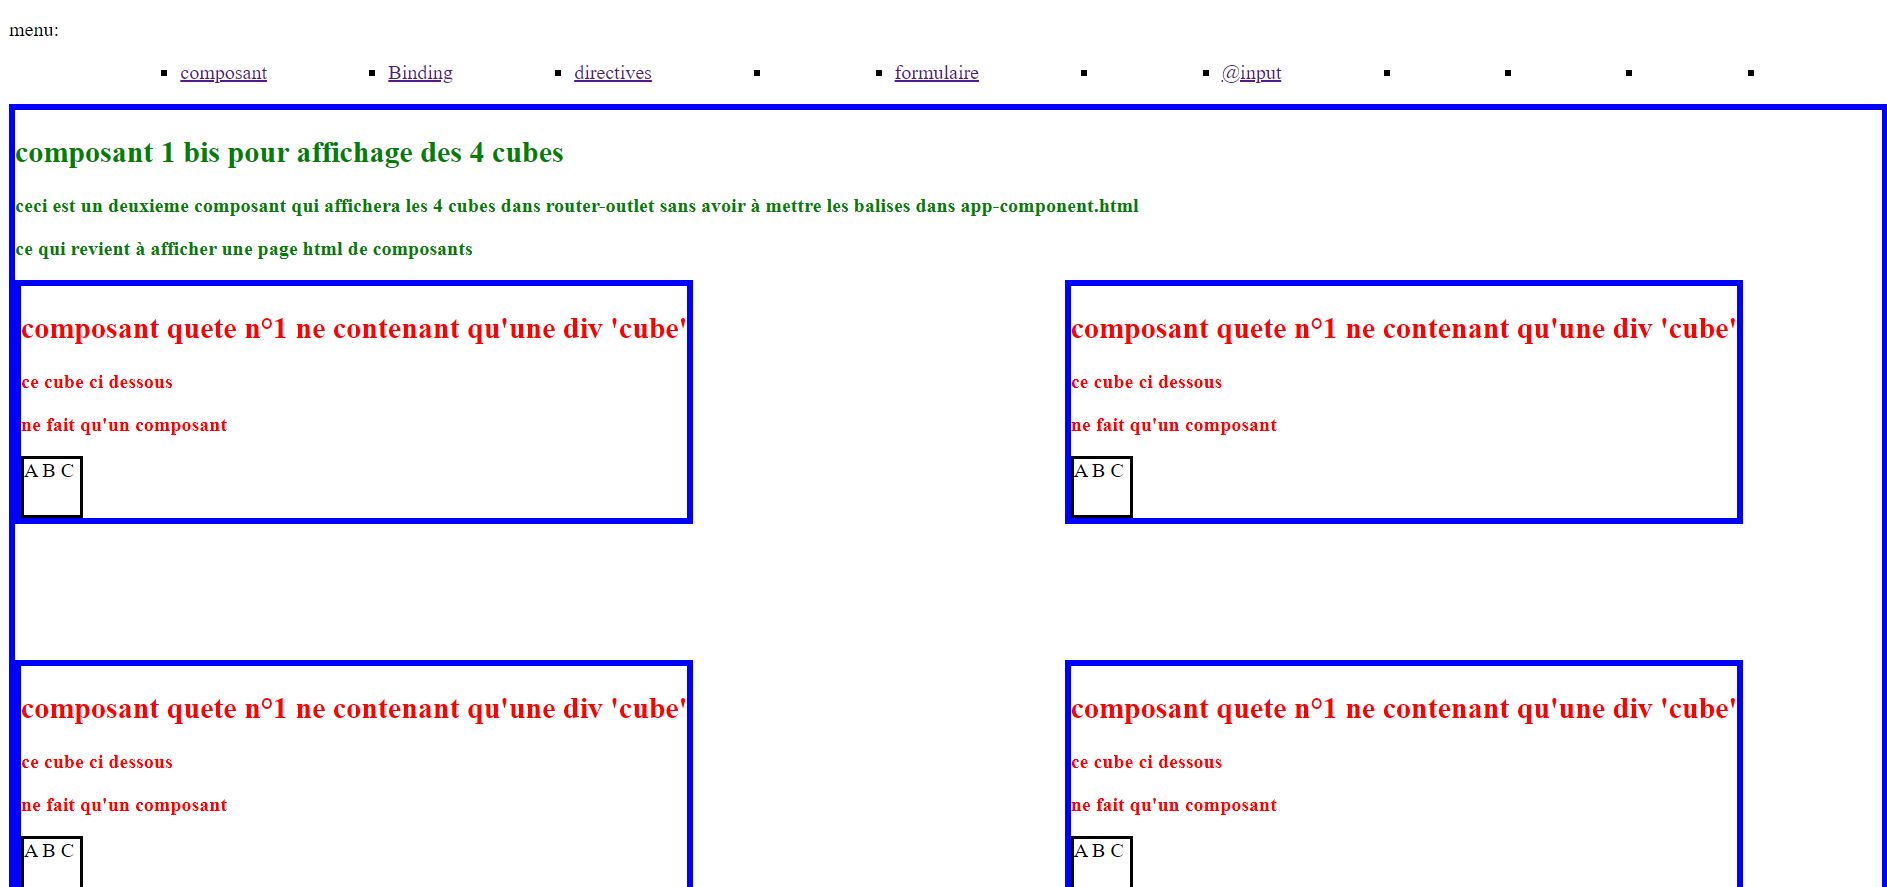 menu:
composant Binding directives formulaire @input
composant 1 bis pour affichage des 4 cubes
ceci est un deuxieme composant qui affichera les 4 cubes dans router-outlet sans avoir à mettre les balises dans app-component.html
ce qui revient à afficher une page html de composants
composant quete n°1 ne contenant qu'une div 'cube'
ce cube ci dessous
ne fait qu'un composant
A B C
composant quete n°1 ne contenant qu'une div 'cube'
ce cube ci dessous
ne fait qu'un composant
A B C
composant quete n°1 ne contenant qu'une div 'cube'
ce cube ci dessous
ne fait qu'un composant
A B C
composant quete n°1 ne contenant qu'une div 'cube'
ce cube ci dessous
ne fait qu'un composant
A B C